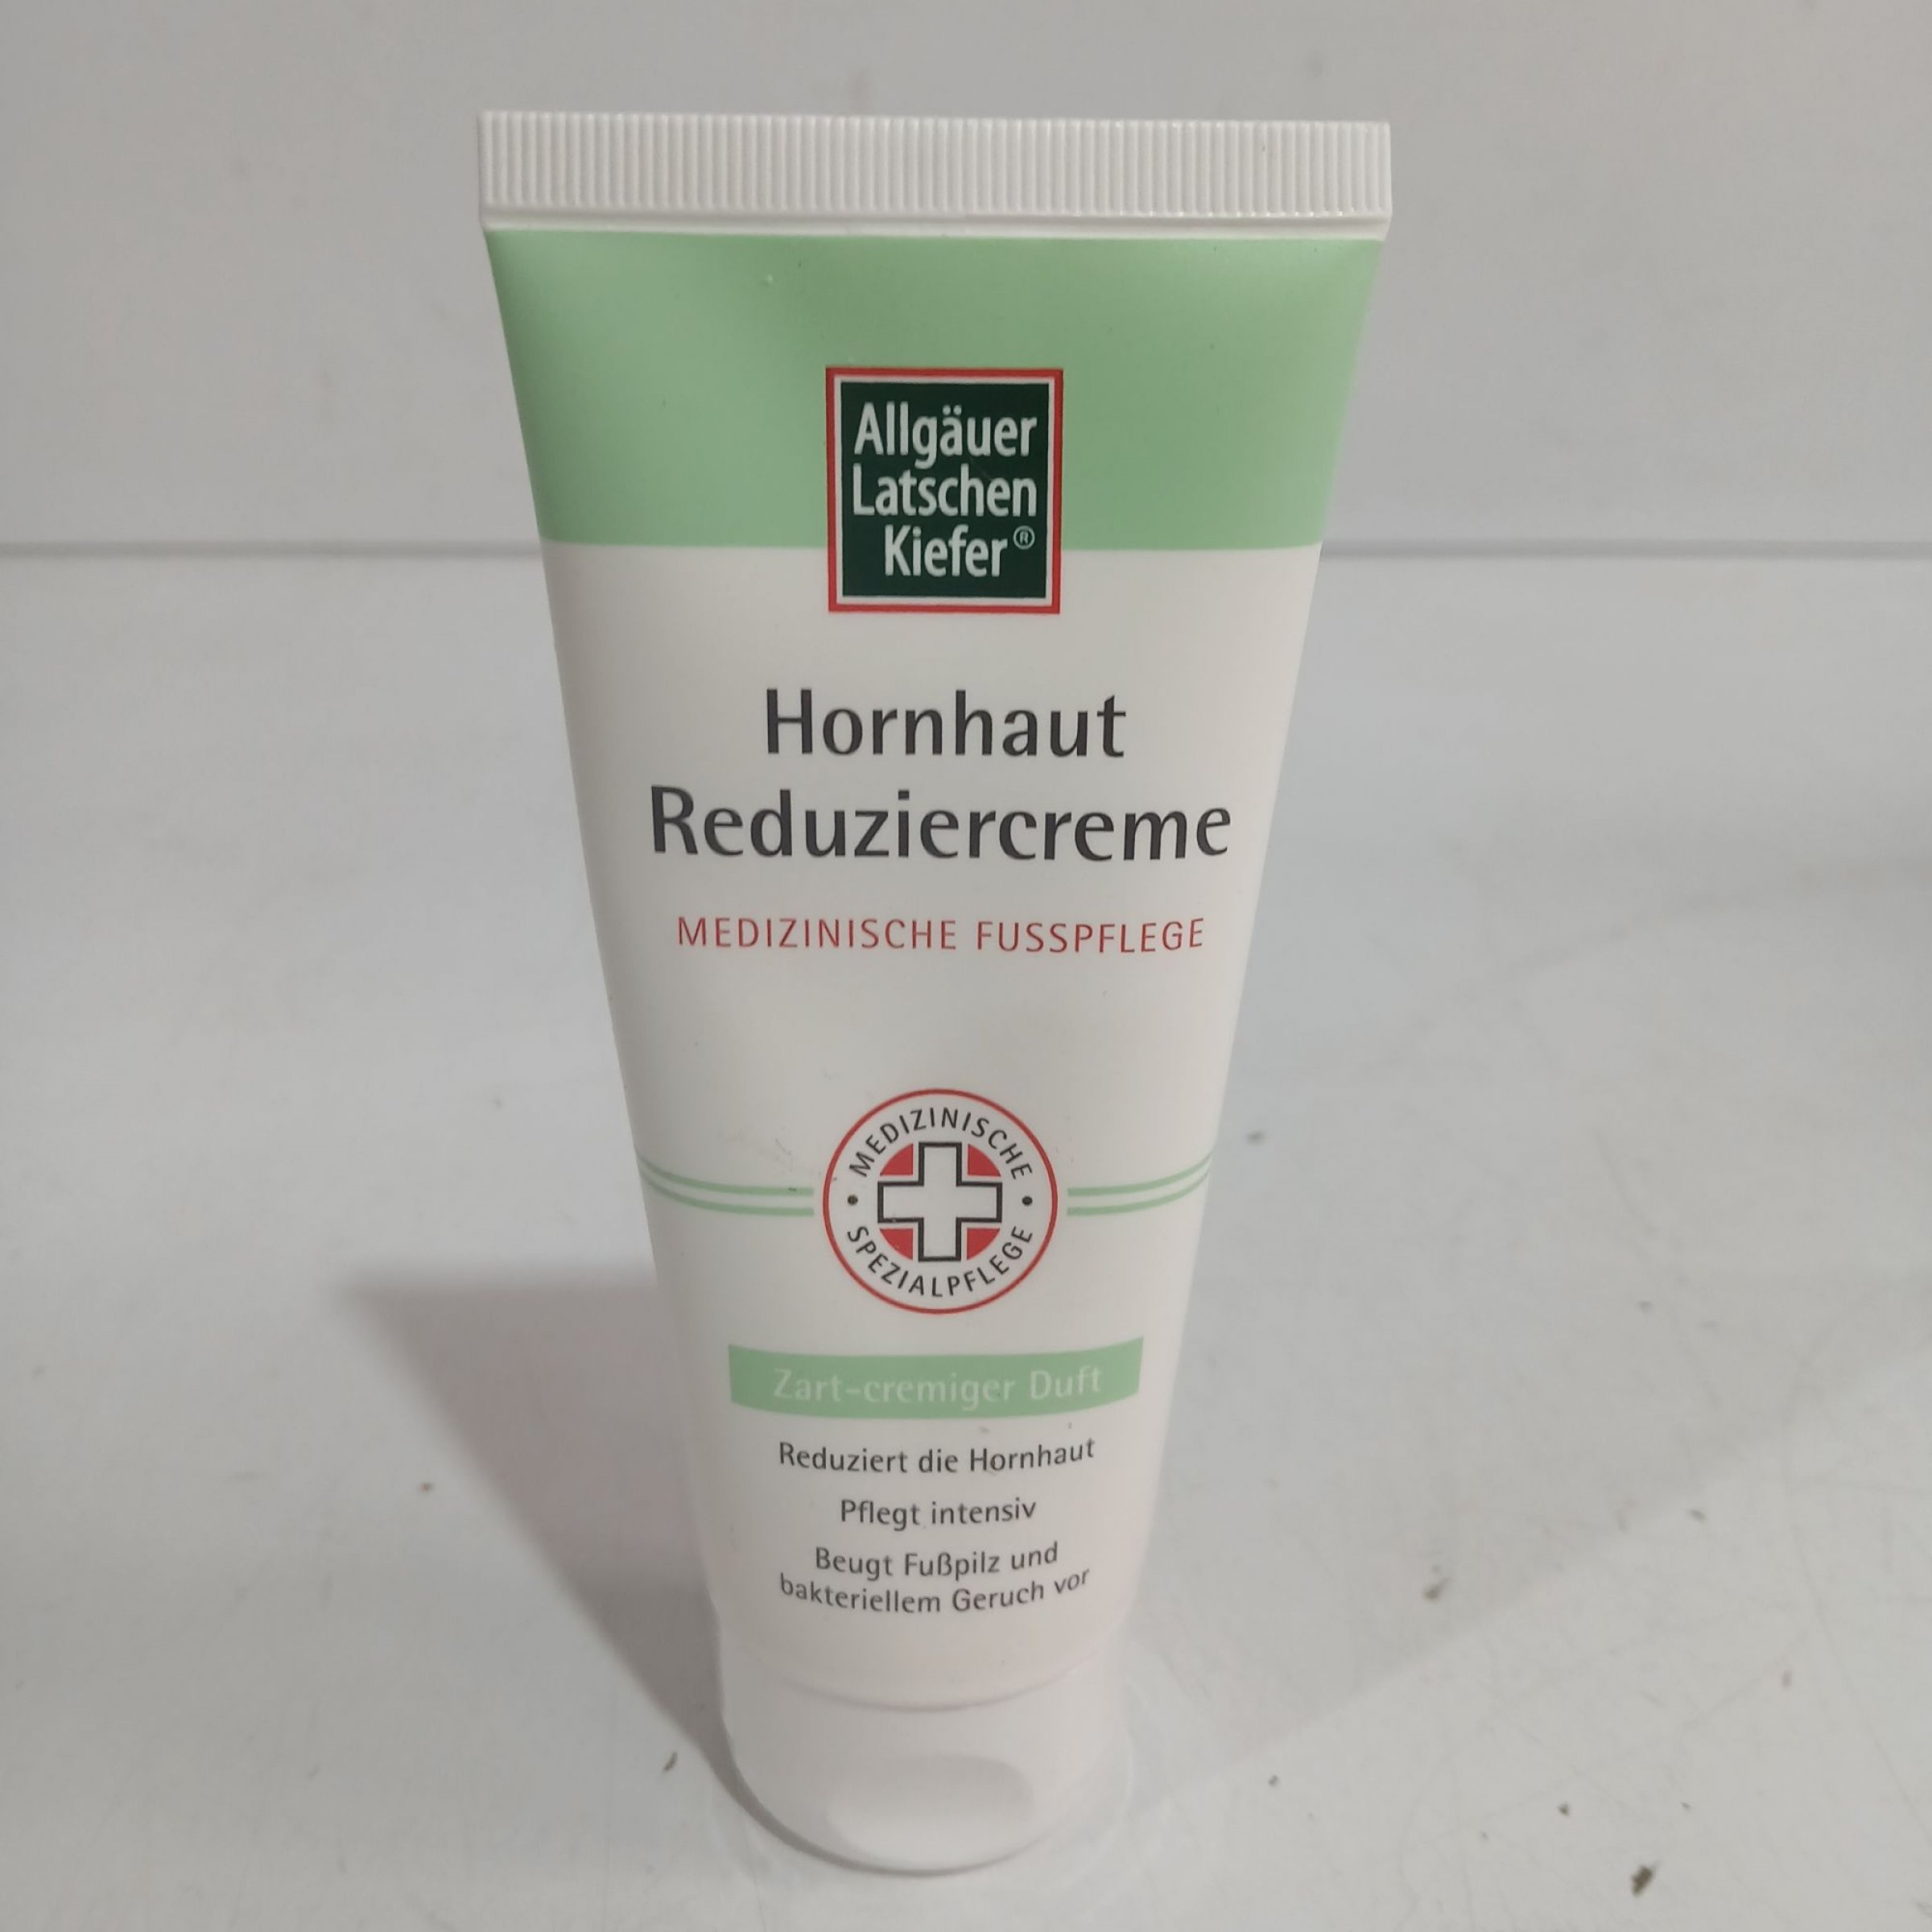 Allgäuer
Latschen
Kiefer®
Hornhaut
Reduziercreme
MEDIZINISCHE FUSSPFLEGE
• MEDIZINISCHE •
SPEZIALPFLEGE
Zart-cremiger Duft
Reduziert die Hornhaut
Pflegt intensiv
Beugt Fußpilz und
bakteriellem Geruch vor